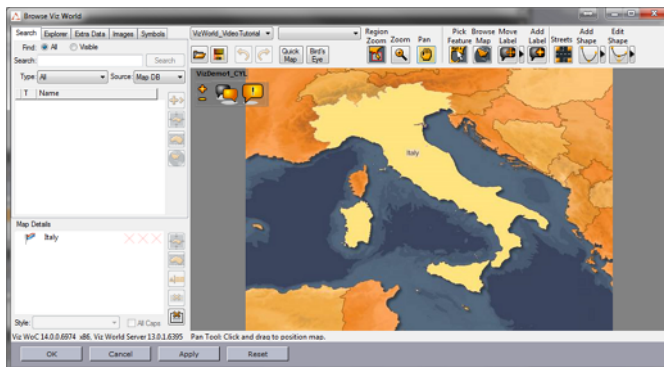 Browse Viz World
Search Explorer Extra Data Images Symbols
Find: All Visible
Search: Search
Type: All Source: Map DB
T Name
Map Details
Italy
Style: All Caps
VizWorld_VideoTutorial
Quick Map
Bird's Eye
Region Zoom
Zoom
Pan
Pick Feature
Browse Map
Move Label
Add Label
Streets
Add Shape
Edit Shape
VizDemot_CYL
Italy
Viz WoC 14.0.0.6974 x86, Viz World Server 13.0.1.6395 Pan Tool: Click and drag to position map.
OK Cancel Apply Reset